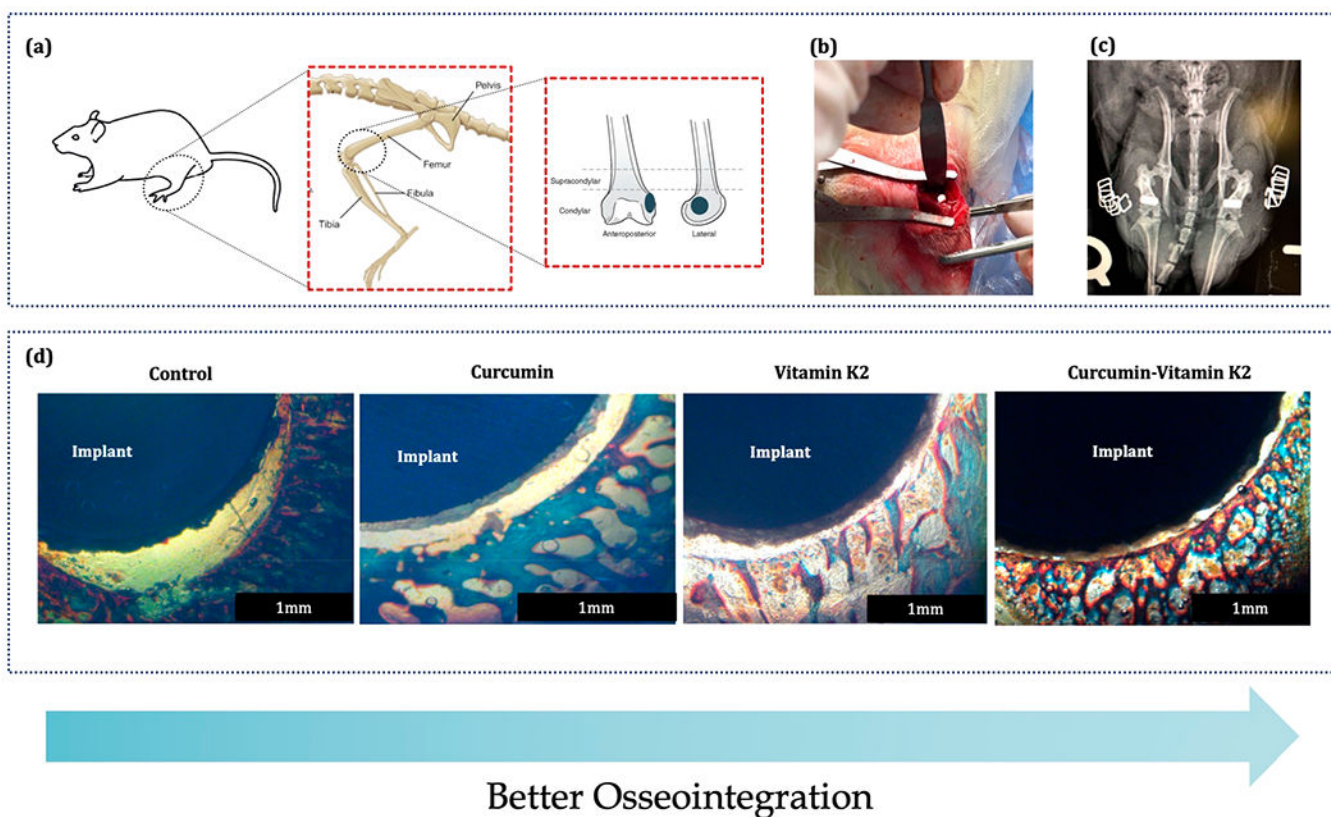 (a)
Pelvis
Femur
Fibula
Tibia
Supracondylar
Condylar
Anteroposterior
Lateral
(b)
(c)
(d)
Control
Curcumin
Vitamin K2
Curcumin-Vitamin K2
Implant
Implant
Implant
Implant
1mm
1mm
1mm
1mm
Better Osseointegration